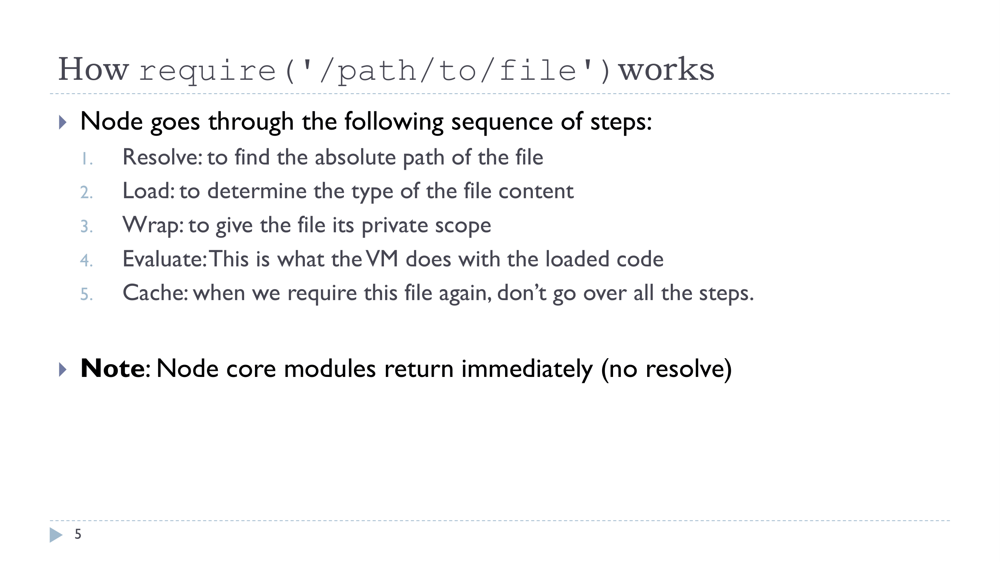 How require('/path/to/file')works
Node goes through the following sequence of steps:
1. Resolve: to find the absolute path of the file
2. Load: to determine the type of the file content
3. Wrap: to give the file its private scope
4. Evaluate: This is what the VM does with the loaded code
5. Cache: when we require this file again, don’t go over all the steps.
Note: Node core modules return immediately (no resolve)
5